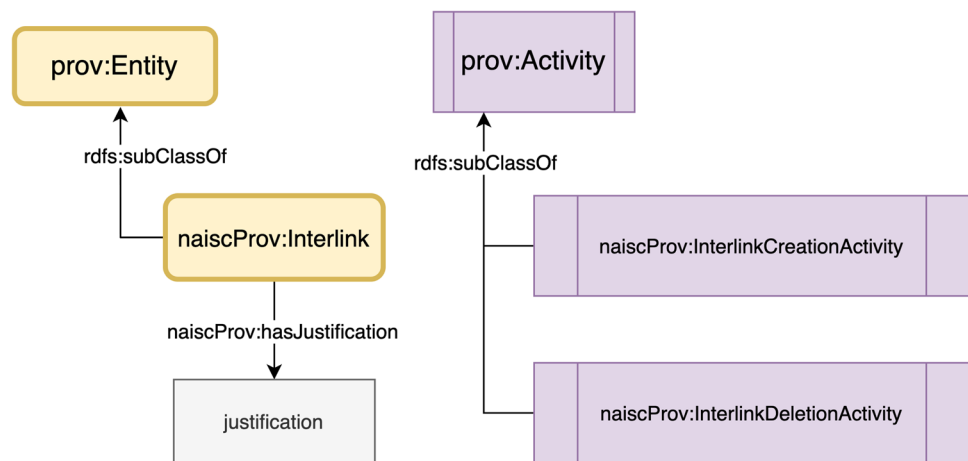 prov:Entity
prov:Activity
rdfs:subClassOf
rdfs:subClassOf
naiscProv:Interlink
naiscProv:InterlinkCreationActivity
naiscProv:hasJustification
justification
naiscProv:InterlinkDeletionActivity